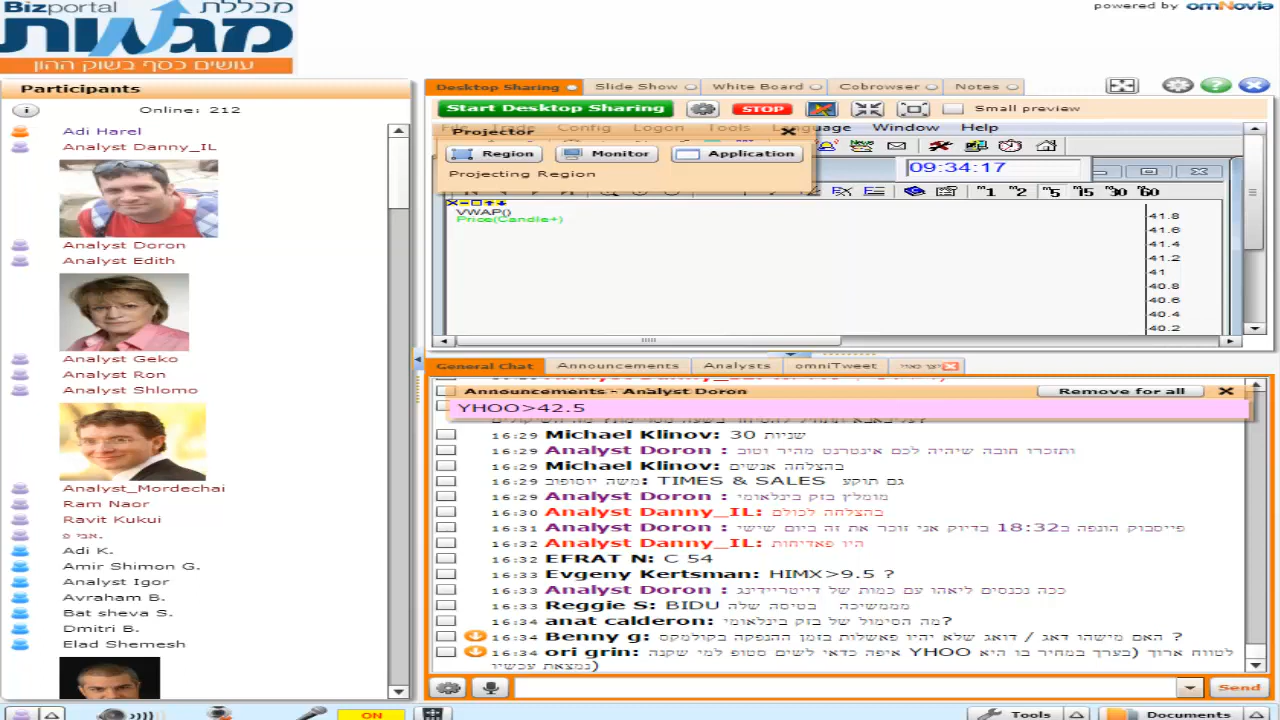 Bizportal מכללת
מגמות
עושים כסף בשוק ההון
powered by omNovia
Participants
Online: 212
Adi Harel
Analyst Danny_IL
Analyst Doron
Analyst Edith
Analyst Geko
Analyst Ron
Analyst Shlomo
Analyst_Mordechai
Ram Naor
Ravit Kukui
אבי פ.
Adi K.
Amir Shimon G.
Analyst Igor
Avraham B.
Bat sheva S.
Dmitri B.
Elad Shemesh
ON
Desktop Sharing Slide Show White Board Cobrowser Notes
Start Desktop Sharing STOP Small preview
Config Logon Tools Window Help
Projector
Region Monitor Application
Projecting Region
09:34:17
m1 m2 m5 m15 m30 m60
VWAP()
Price(Candle+)
41.8
41.6
41.4
41.2
41
40.8
40.6
40.4
40.2
General Chat Announcements Analysts omniTweet
Announcements - Analyst Doron Remove for all
YHOO>42.5
16:29 Michael Klinov: 30 שניות
16:29 Analyst Doron : ותזכרו חובה שיהיה לכם אינטרנט מהיר וטוב
16:29 Michael Klinov: בהצלחה אנשים
16:29 משה יוסופוב: TIMES & SALES גם תוקע
16:29 Analyst Doron : מומלץ בזק בינלאומי
16:30 Analyst Danny_IL: בהצלחה לכולם
16:31 Analyst Doron : פייסבוק הונפה ב18:32 בדיוק אני זוכר את זה ביום שישי
16:32 Analyst Danny_IL: היו פאדיחות
16:32 EFRAT N: C 54
16:33 Evgeny Kertsman: HIMX>9.5 ?
16:33 Analyst Doron : ככה נכנסים ליאהו עם כמות של דייטריידינג
16:33 Reggie S: BIDU בטיסה שלה מממשיכה
16:34 anat calderon: מה הסימול של בזק בינלאומי?
16:34 Benny g: האם מישהו דאג / דואג שלא יהיו פאשלות בזמן ההנפקה בקולמקס ?
16:34 ori grin: איפה כדאי לשים סטופ למי שקנה YHOO לטווח ארוך (בערך במחיר בו היא נמצאת עכשיו)
Send
Tools Documents